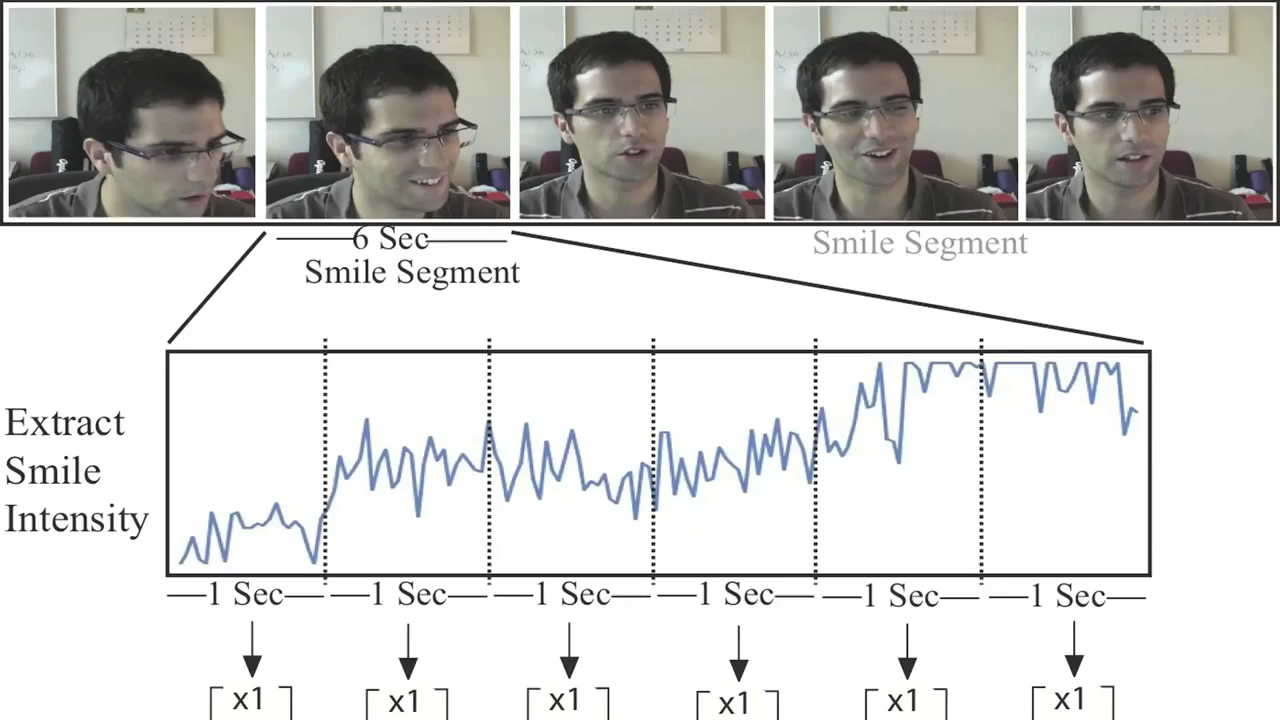 6 Sec
Smile Segment
Smile Segment
Extract
Smile
Intensity
1 Sec
1 Sec
1 Sec
1 Sec
1 Sec
1 Sec
x1
x1
x1
x1
x1
x1